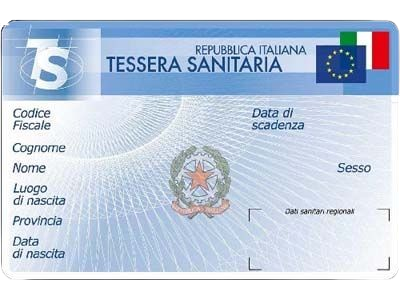 TS
REPUBBLICA ITALIANA
TESSERA SANITARIA
Codice
Fiscale
Data di
scadenza
Cognome
Nome
Sesso
Luogo
di nascita
Provincia
Dati sanitari regionali
Data
di nascita